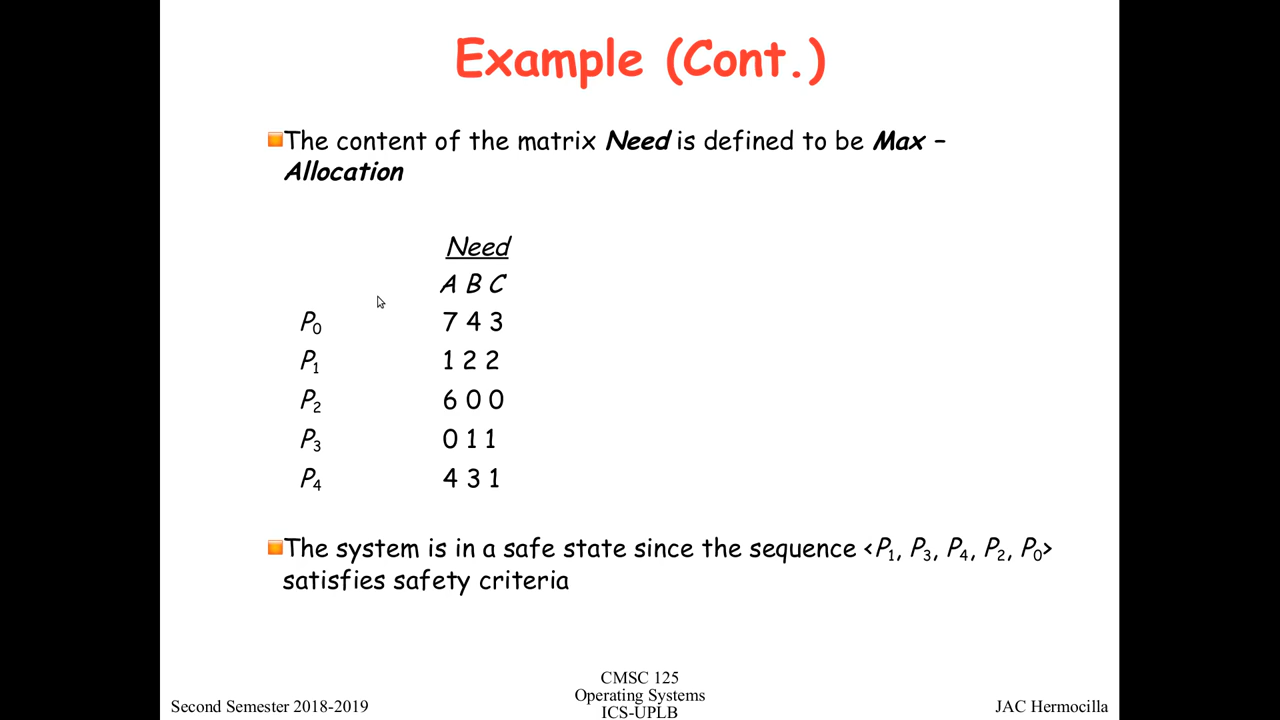 Example (Cont.)
The content of the matrix Need is defined to be Max –
Allocation
Need
A B C
P0 7 4 3
P1 1 2 2
P2 6 0 0
P3 0 1 1
P4 4 3 1
The system is in a safe state since the sequence <P1, P3, P4, P2, P0>
satisfies safety criteria
Second Semester 2018-2019
CMSC 125
Operating Systems
ICS-UPLB
JAC Hermocilla